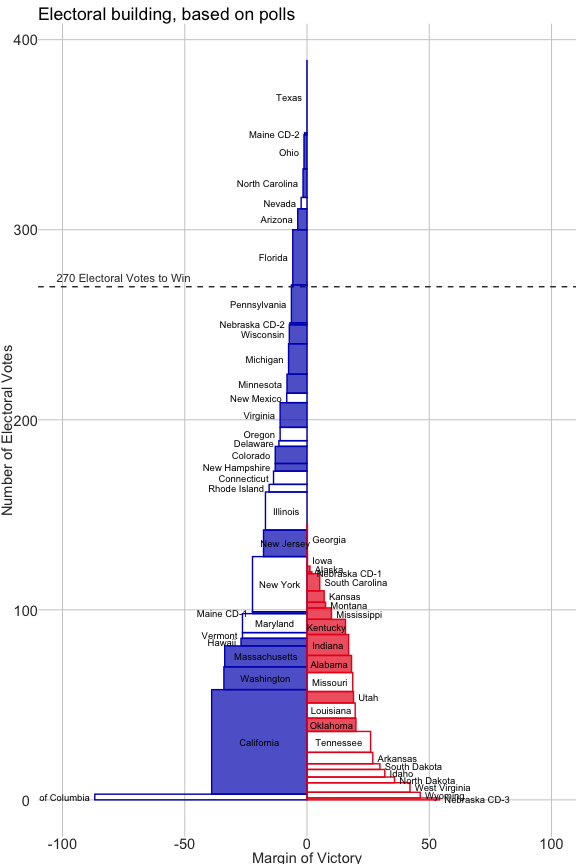 Electoral building, based on polls
400
Texas
Maine CD-2
Ohio
North Carolina
Nevada
Arizona
300
Florida
270 Electoral Votes to Win
Pennsylvania
Nebraska CD-2
Wisconsin
Michigan
Minnesota
New Mexico
Virginia
200
Oregon
Delaware
Colorado
New Hampshire
Connecticut
Rhode Island
Illinois
New Jersey
Georgia
Iowa
Alaska
Nebraska CD-1
New York
South Carolina
Kansas
Montana
100
Maine CD-1
Mississippi
Maryland
Kentucky
Vermont
Hawaii
Indiana
Massachusetts
Alabama
Washington
Missouri
Utah
Louisiana
Oklahoma
California
Tennessee
Arkansas
South Dakota
Idaho
North Dakota
West Virginia
Wyoming
of Columbia
Nebraska CD-3
0
-100 -50 0 50 100
Margin of Victory
Number of Electoral Votes